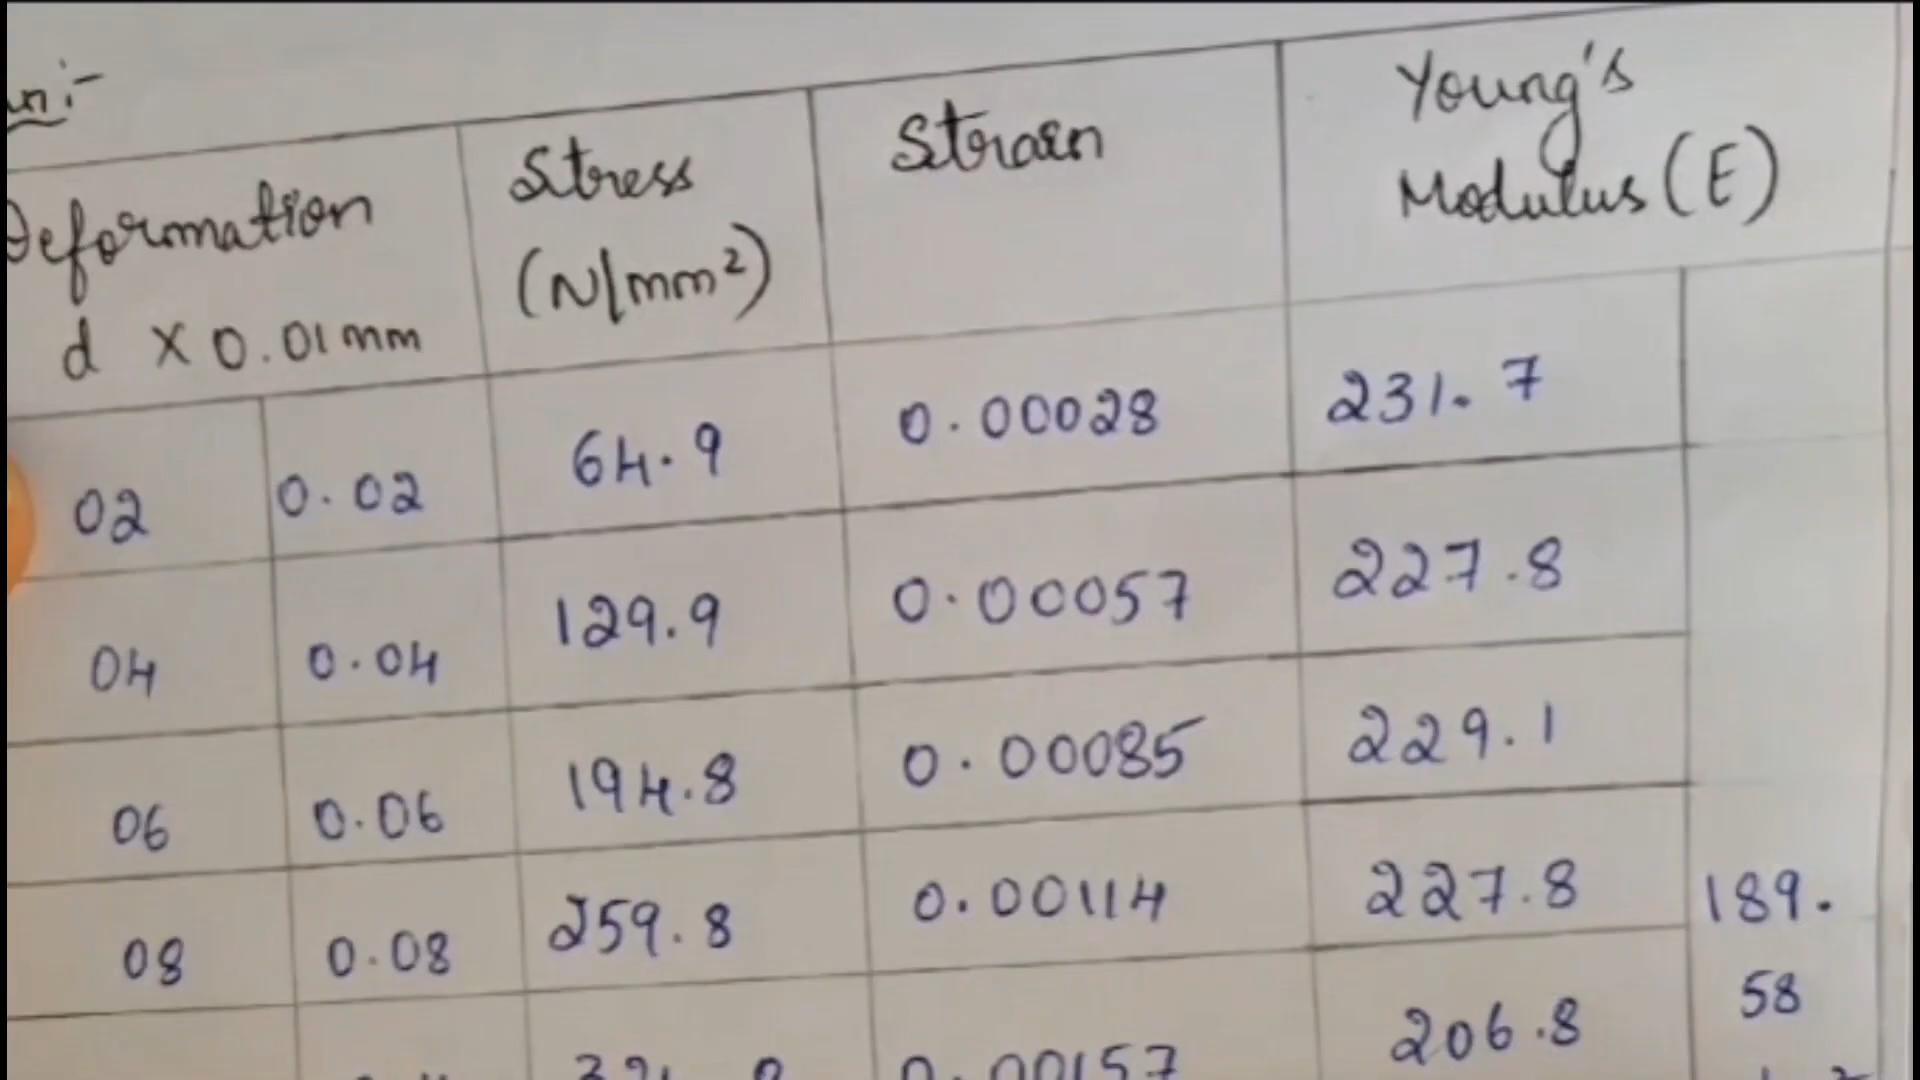 Deformation
d x 0.01mm
Stress
(N/mm²)
Strain
Young's
Modulus (E)
02 0.02 64.9 0.00028 231.7
04 0.04 129.9 0.00057 227.8
06 0.06 194.8 0.00085 229.1
08 0.08 259.8 0.00114 227.8
189.
58
0.00157 206.8